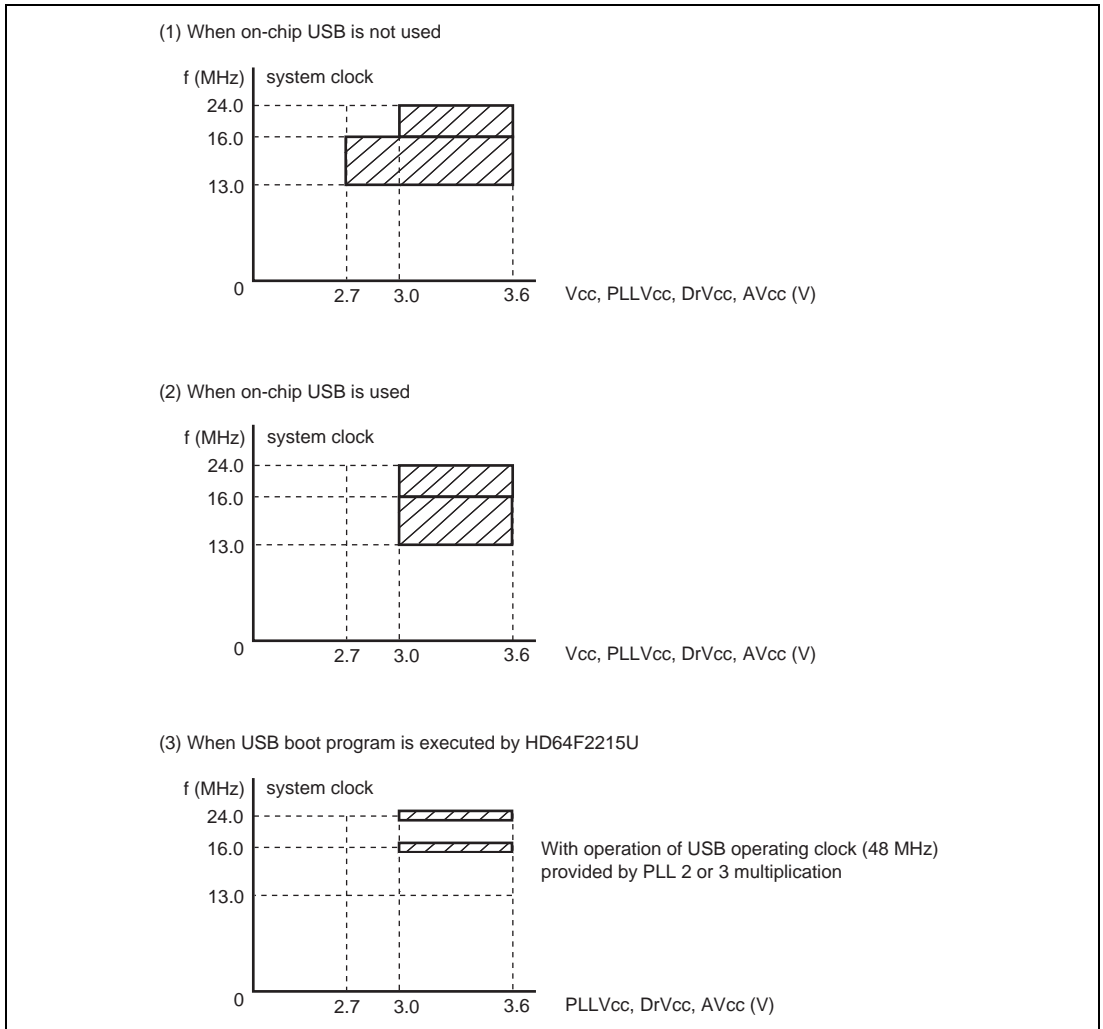 (1) When on-chip USB is not used
f (MHz)
system clock
24.0
16.0
13.0
0
2.7
3.0
3.6
Vcc, PLLVcc, DrVcc, AVcc (V)
(2) When on-chip USB is used
f (MHz)
system clock
24.0
16.0
13.0
0
2.7
3.0
3.6
Vcc, PLLVcc, DrVcc, AVcc (V)
(3) When USB boot program is executed by HD64F2215U
f (MHz)
system clock
24.0
16.0
With operation of USB operating clock (48 MHz)
provided by PLL 2 or 3 multiplication
13.0
0
2.7
3.0
3.6
PLLVcc, DrVcc, AVcc (V)